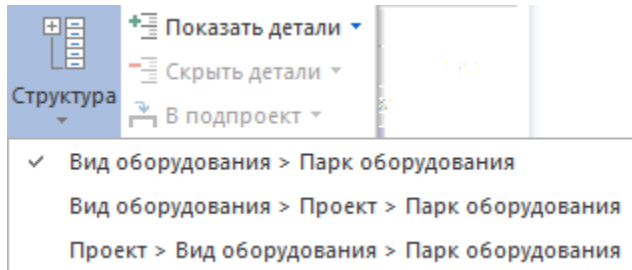 Показать детали
Скрыть детали
Структура
В подпроект
Вид оборудования > Парк оборудования
Вид оборудования > Проект > Парк оборудования
Проект > Вид оборудования > Парк оборудования